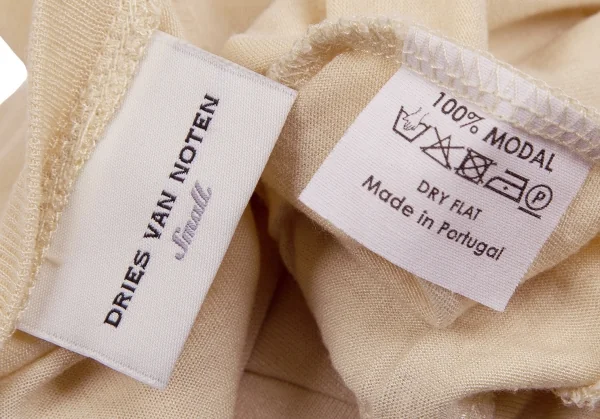 DRIES VAN NOTEN
Small
100% MODAL
P
DRY FLAT
Made in Portugal